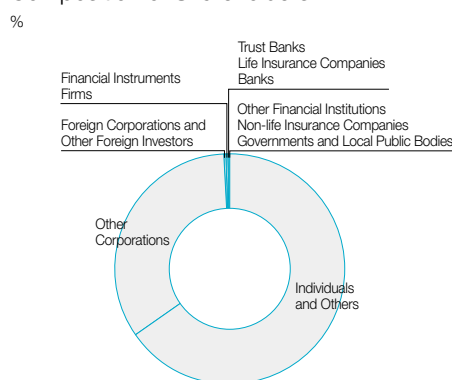 %
Trust Banks
Life Insurance Companies
Banks
Financial Instruments
Firms
Other Financial Institutions
Non-life Insurance Companies
Governments and Local Public Bodies
Foreign Corporations and
Other Foreign Investors
Other
Corporations
Individuals
and Others